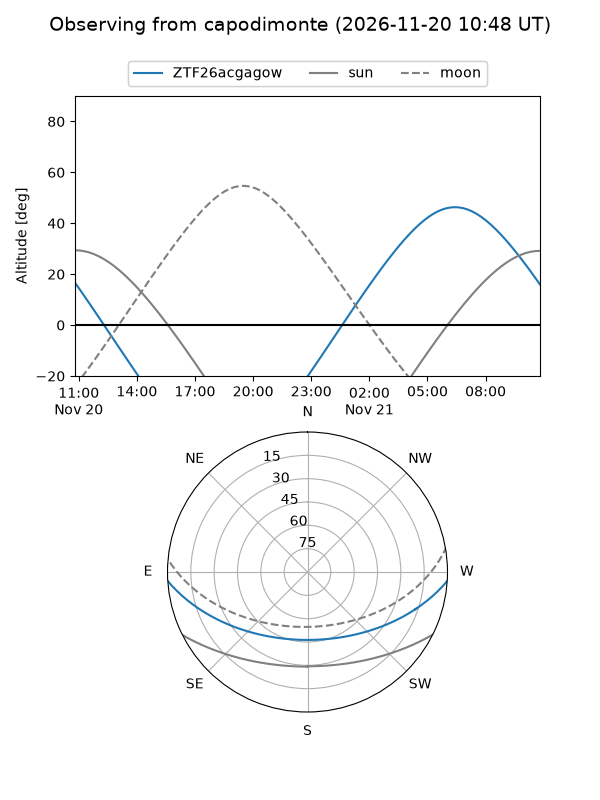 Observing from capodimonte (2026-11-20 10:48 UT)
ZTF26acgagow sun moon
Altitude [deg]
80
60
40
20
0
−20
11:00 14:00 17:00 20:00 23:00 02:00 05:00 08:00
Nov 20 Nov 21
N
NE NW
15
30
45
60
75
E W
SE SW
S